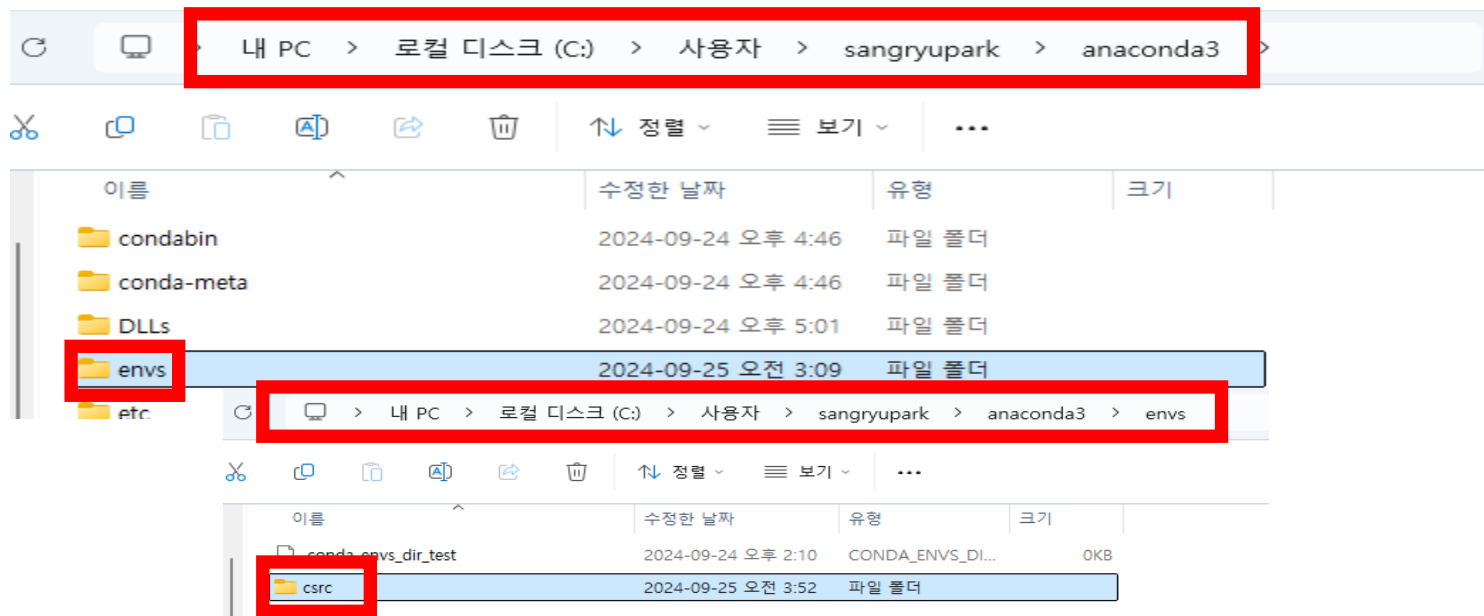 내 PC > 로컬 디스크 (C:) > 사용자 > sangryupark > anaconda3 >
정렬 보기 ...
이름 수정한 날짜 유형 크기
condabin 2024-09-24 오후 4:46 파일 폴더
conda-meta 2024-09-24 오후 4:46 파일 폴더
DLLs 2024-09-24 오후 5:01 파일 폴더
envs 2024-09-25 오전 3:09 파일 폴더
etc
> 내 PC > 로컬 디스크 (C:) > 사용자 > sangryupark > anaconda3 > envs
정렬 보기 ...
이름 수정한 날짜 유형 크기
conda_envs_dir_test 2024-09-24 오후 2:10 CONDA_ENVS_DI... 0KB
csrc 2024-09-25 오전 3:52 파일 폴더